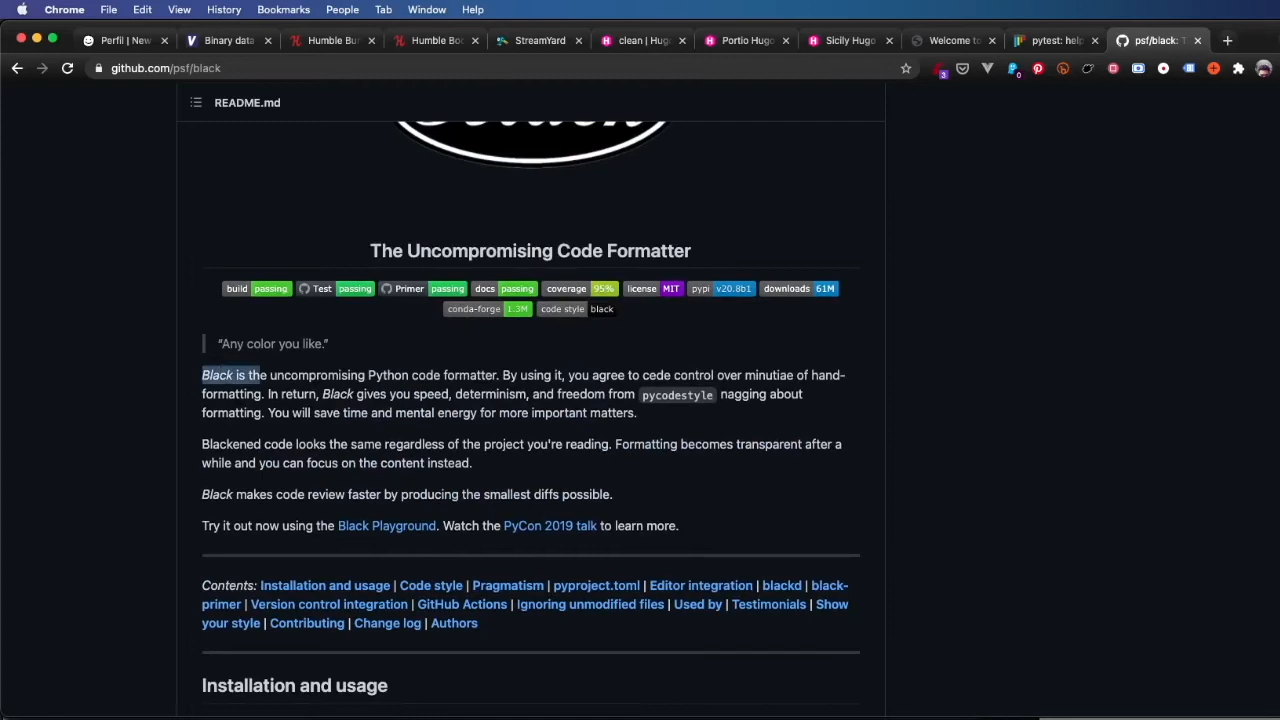 Chrome File Edit View History Bookmarks People Tab Window Help
Perfil | New Binary data Humble Bu Humble Boo StreamYard clean | Hug Portio Hugo Sicily Hugo Welcome to pytest: help psf/black: T
github.com/psf/black
3 0
README.md
The Uncompromising Code Formatter
build passing Test passing Primer passing docs passing coverage 95% license MIT pypi v20.8b1 downloads 61M
conda-forge 1.3M code style black
“Any color you like.”
Black is the uncompromising Python code formatter. By using it, you agree to cede control over minutiae of hand-
formatting. In return, Black gives you speed, determinism, and freedom from pycodestyle nagging about
formatting. You will save time and mental energy for more important matters.
Blackened code looks the same regardless of the project you're reading. Formatting becomes transparent after a
while and you can focus on the content instead.
Black makes code review faster by producing the smallest diffs possible.
Try it out now using the Black Playground. Watch the PyCon 2019 talk to learn more.
Contents: Installation and usage | Code style | Pragmatism | pyproject.toml | Editor integration | blackd | black-
primer | Version control integration | GitHub Actions | Ignoring unmodified files | Used by | Testimonials | Show
your style | Contributing | Change log | Authors
Installation and usage